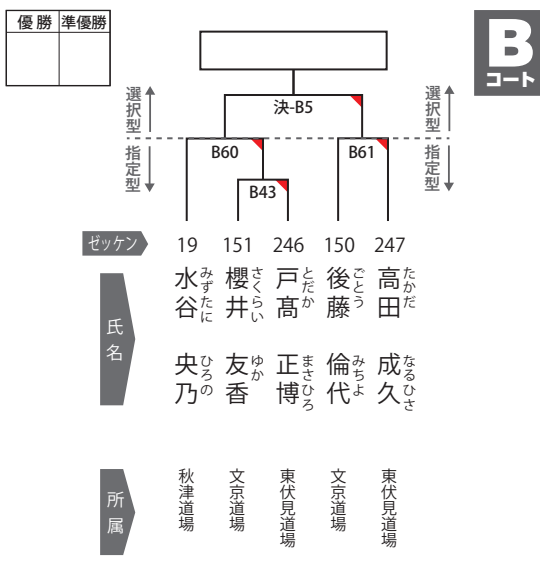 優勝 準優勝
B
コート
選択型
指定型
選択型
指定型
決-B5
B60
B61
B43
ゼッケン 19 151 246 150 247
氏名
水谷 央乃
みずたに ひろの
櫻井 友香
さくらい ゆか
戸髙 正博
とだか まさひろ
後藤 倫代
ごとう みちよ
高田 成久
たかだ なるひさ
所属
秋津道場
文京道場
東伏見道場
文京道場
東伏見道場